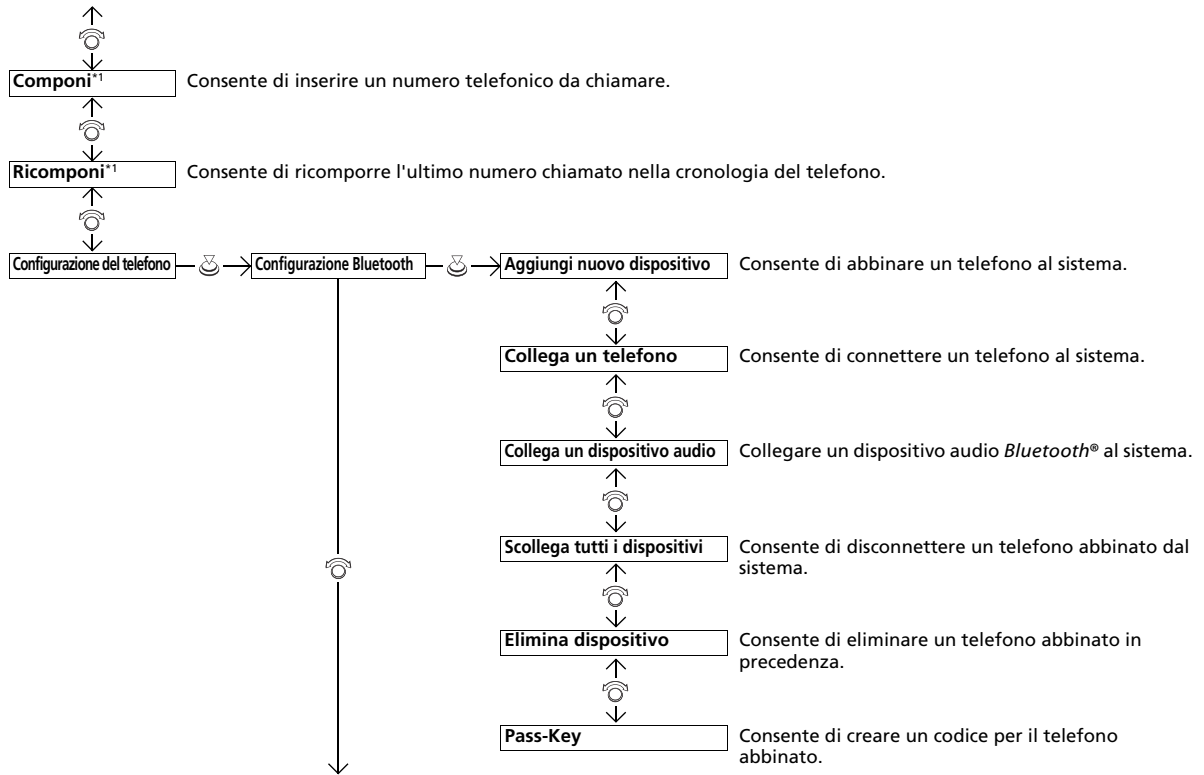 Componi*1 Consente di inserire un numero telefonico da chiamare.
Ricomponi*1 Consente di ricomporre l'ultimo numero chiamato nella cronologia del telefono.
Configurazione del telefono Configurazione Bluetooth Aggiungi nuovo dispositivo Consente di abbinare un telefono al sistema.
Collega un telefono Consente di connettere un telefono al sistema.
Collega un dispositivo audio Collegare un dispositivo audio Bluetooth® al sistema.
Scollega tutti i dispositivi Consente di disconnettere un telefono abbinato dal
sistema.
Elimina dispositivo Consente di eliminare un telefono abbinato in
precedenza.
Pass-Key Consente di creare un codice per il telefono
abbinato.